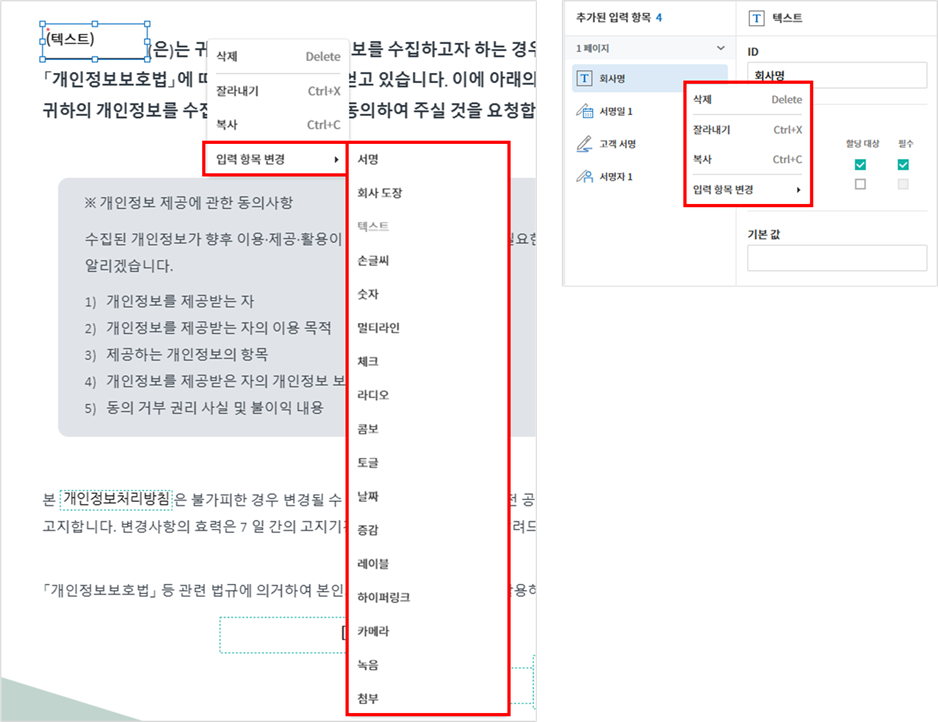 (텍스트)
(은)는 귀
보를 수집하고자 하는 경우
「개인정보보호법」에 따
얻고 있습니다. 이에 아래의
귀하의 개인정보를 수집
동의하여 주실 것을 요청합
삭제 Delete
잘라내기 Ctrl+X
복사 Ctrl+C
입력 항목 변경
서명
회사 도장
텍스트
손글씨
숫자
멀티라인
체크
라디오
콤보
토글
날짜
증감
레이블
하이퍼링크
카메라
녹음
첨부
※ 개인정보 제공에 관한 동의사항
수집된 개인정보가 향후 이용·제공·활용이
필요한
알리겠습니다.
1) 개인정보를 제공받는 자
2) 개인정보를 제공받는 자의 이용 목적
3) 제공하는 개인정보의 항목
4) 개인정보를 제공받은 자의 개인정보 보
5) 동의 거부 권리 사실 및 불이익 내용
본 개인정보처리방침은 불가피한 경우 변경될 수
전 공
고지합니다. 변경사항의 효력은 7 일 간의 고지기
려드
「개인정보보호법」 등 관련 법규에 의거하여 본인
추가된 입력 항목 4
1 페이지
회사명
서명일 1
고객 서명
서명자 1
삭제 Delete
잘라내기 Ctrl+X
복사 Ctrl+C
입력 항목 변경
텍스트
ID
회사명
할당 대상 필수
기본 값